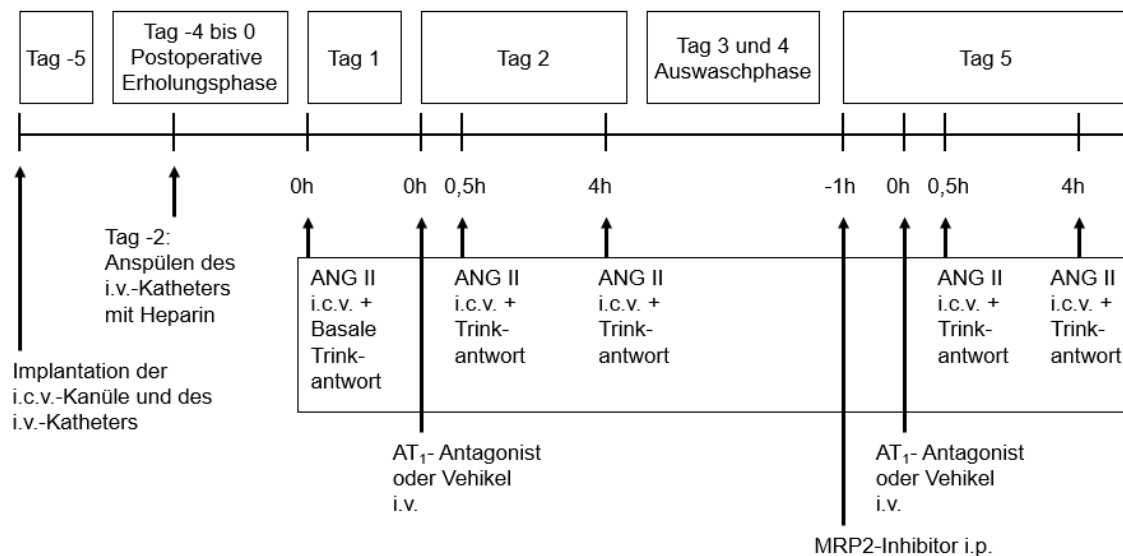 Tag -5
Tag -4 bis 0
Postoperative
Erholungsphase
Tag 1
Tag 2
Tag 3 und 4
Auswaschphase
Tag 5
0h
0h
0,5h
4h
-1h
0h
0,5h
4h
Tag -2:
Anspülen des
i.v.-Katheters
mit Heparin
Implantation der
i.c.v.-Kanüle und des
i.v.-Katheters
ANG II
i.c.v. +
Basale
Trink-
antwort
ANG II
i.c.v. +
Trink-
antwort
ANG II
i.c.v. +
Trink-
antwort
ANG II
i.c.v. +
Trink-
antwort
ANG II
i.c.v. +
Trink-
antwort
AT₁- Antagonist
oder Vehikel
i.v.
AT₁- Antagonist
oder Vehikel
i.v.
MRP2-Inhibitor i.p.